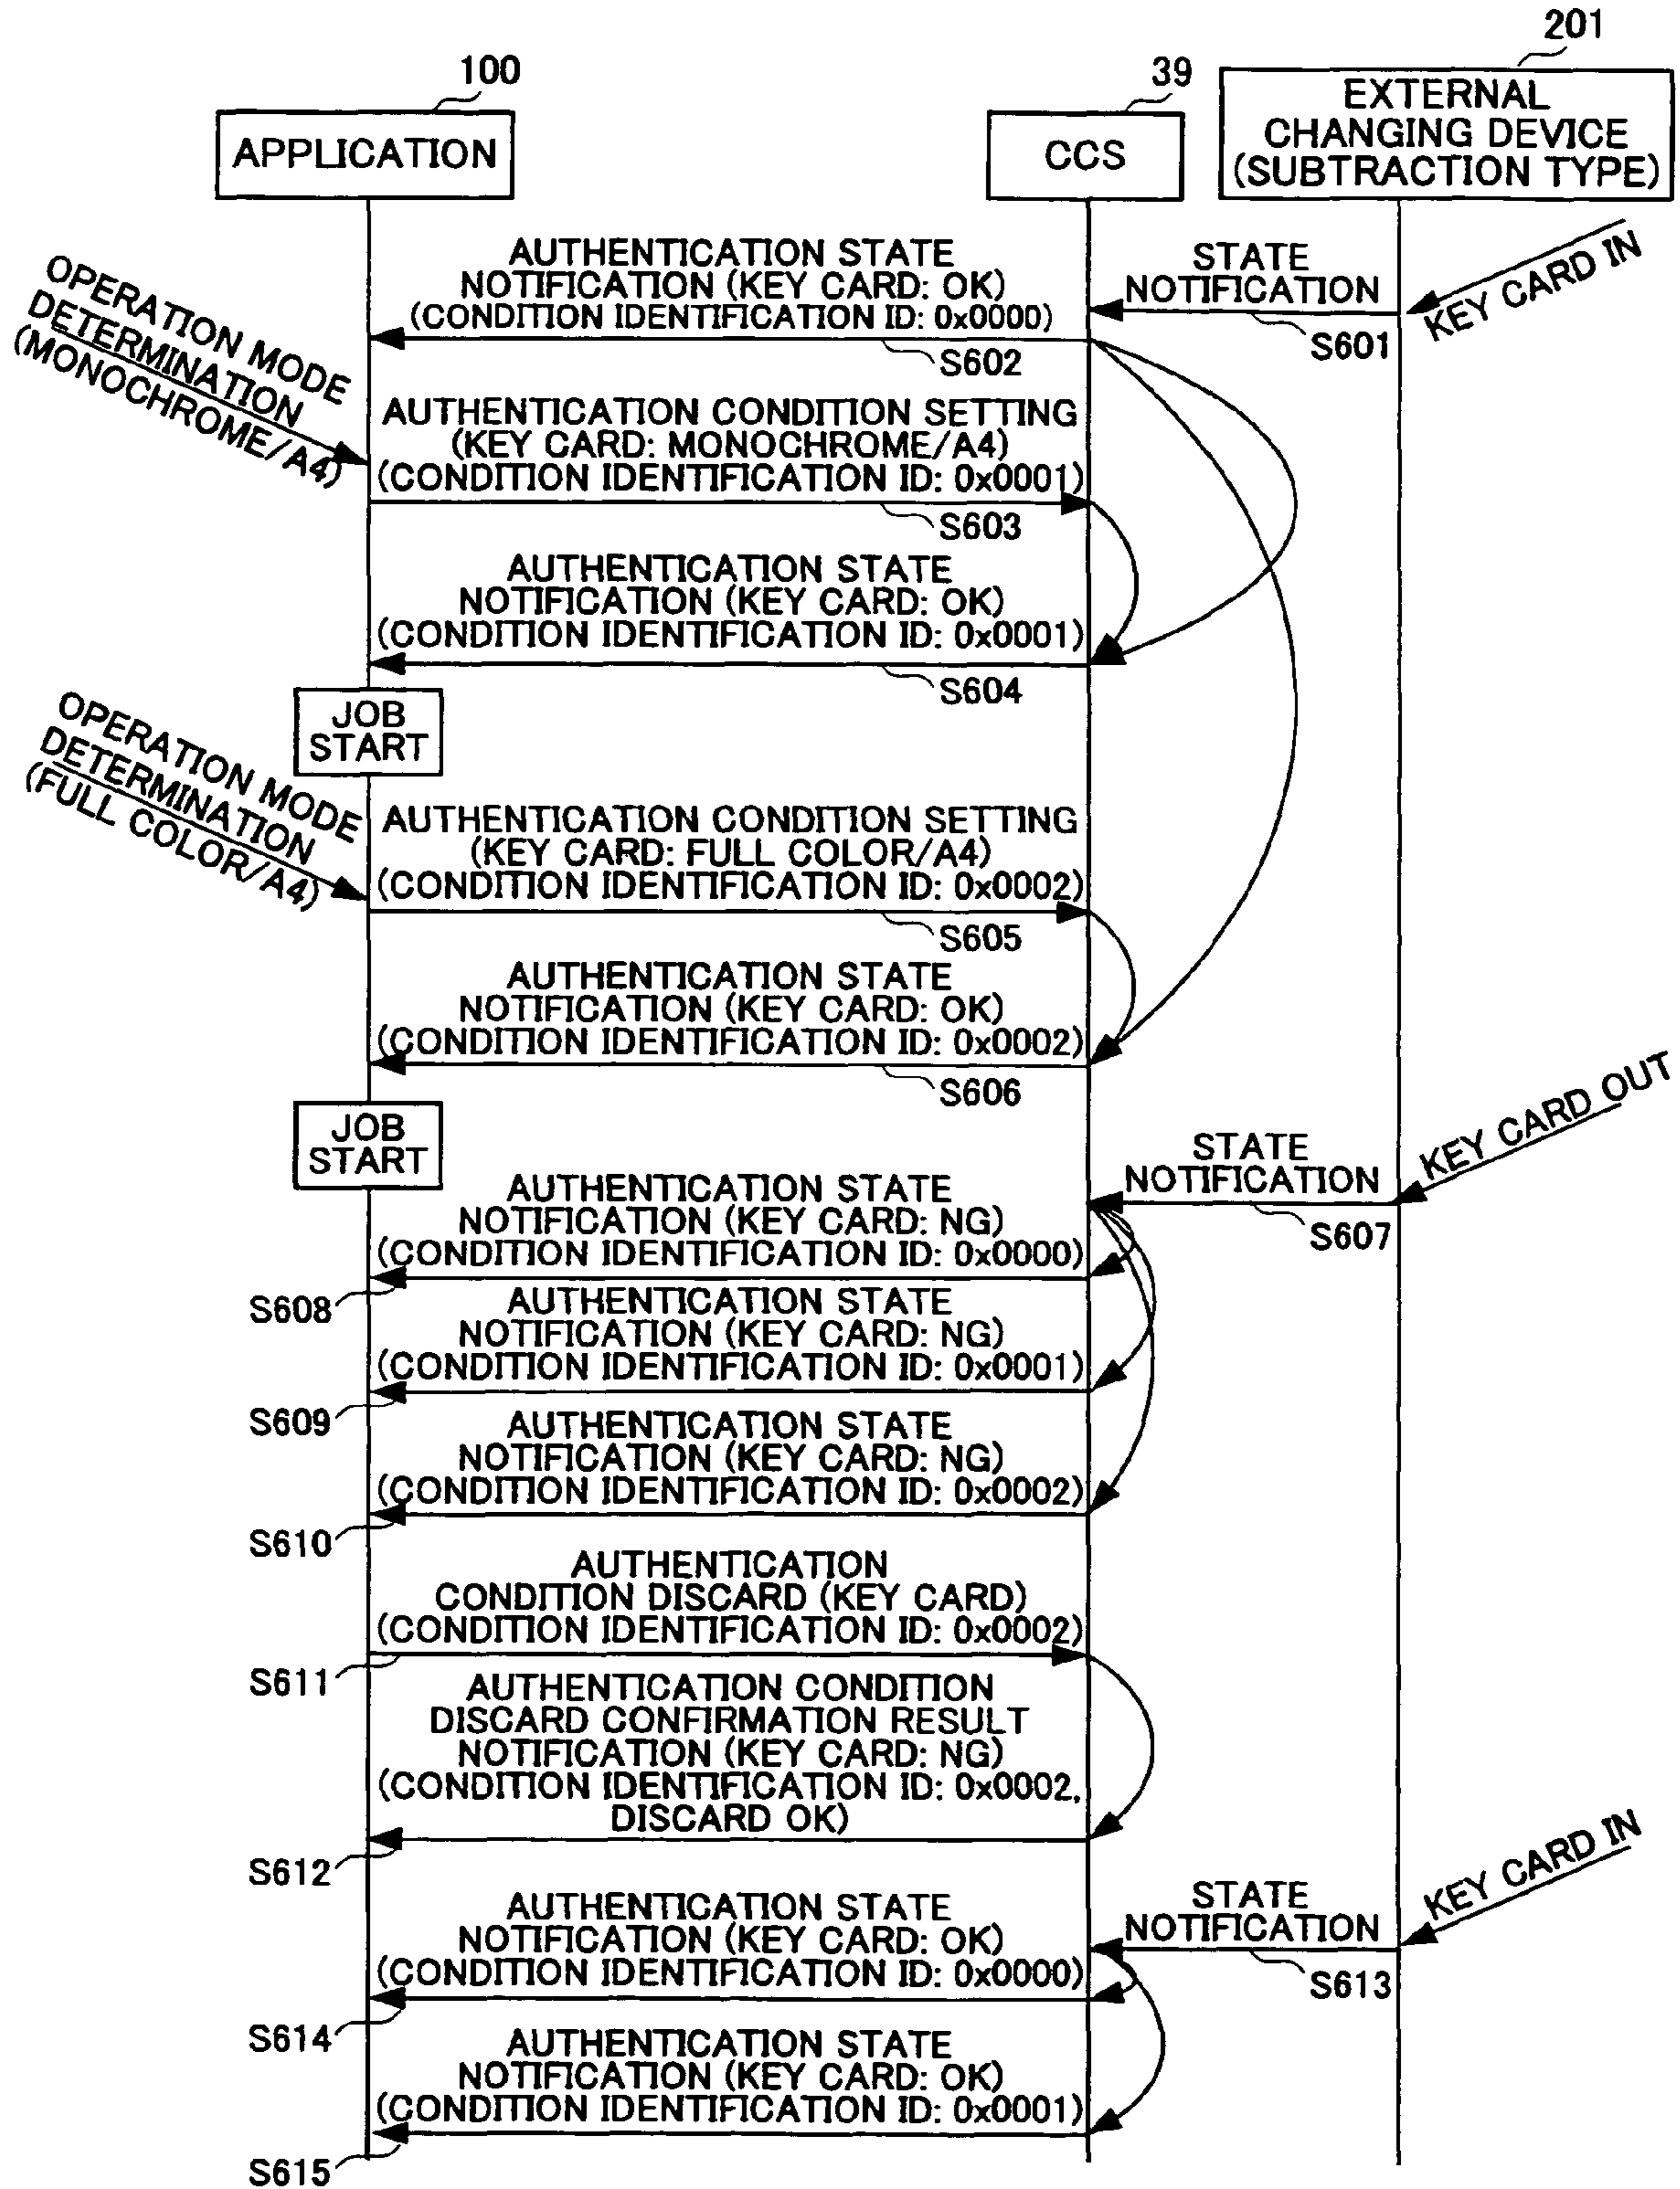 201
100
39
APPLICATION
CCS
EXTERNAL
CHANGING DEVICE
(SUBTRACTION TYPE)
AUTHENTICATION STATE
NOTIFICATION (KEY CARD: OK)
(CONDITION IDENTIFICATION ID: 0x0000)
S602
STATE
NOTIFICATION
S601
KEY CARD IN
OPERATION MODE
DETERMINATION
(MONOCHROME/A4)
AUTHENTICATION CONDITION SETTING
(KEY CARD: MONOCHROME/A4)
(CONDITION IDENTIFICATION ID: 0x0001)
S603
AUTHENTICATION STATE
NOTIFICATION (KEY CARD: OK)
(CONDITION IDENTIFICATION ID: 0x0001)
S604
JOB
START
OPERATION MODE
DETERMINATION
(FULL COLOR/A4)
AUTHENTICATION CONDITION SETTING
(KEY CARD: FULL COLOR/A4)
(CONDITION IDENTIFICATION ID: 0x0002)
S605
AUTHENTICATION STATE
NOTIFICATION (KEY CARD: OK)
(CONDITION IDENTIFICATION ID: 0x0002)
S606
JOB
START
STATE
NOTIFICATION
S607
KEY CARD OUT
AUTHENTICATION STATE
NOTIFICATION (KEY CARD: NG)
(CONDITION IDENTIFICATION ID: 0x0000)
S608
AUTHENTICATION STATE
NOTIFICATION (KEY CARD: NG)
(CONDITION IDENTIFICATION ID: 0x0001)
S609
AUTHENTICATION STATE
NOTIFICATION (KEY CARD: NG)
(CONDITION IDENTIFICATION ID: 0x0002)
S610
AUTHENTICATION
CONDITION DISCARD (KEY CARD)
(CONDITION IDENTIFICATION ID: 0x0002)
S611
AUTHENTICATION CONDITION
DISCARD CONFIRMATION RESULT
NOTIFICATION (KEY CARD: NG)
(CONDITION IDENTIFICATION ID: 0x0002,
DISCARD OK)
S612
STATE
NOTIFICATION
S613
KEY CARD IN
AUTHENTICATION STATE
NOTIFICATION (KEY CARD: OK)
(CONDITION IDENTIFICATION ID: 0x0000)
S614
AUTHENTICATION STATE
NOTIFICATION (KEY CARD: OK)
(CONDITION IDENTIFICATION ID: 0x0001)
S615